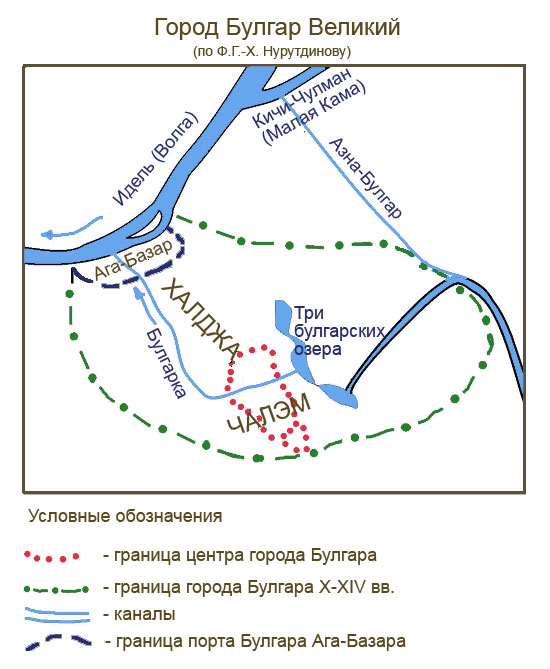 Город Булгар Великий
(по Ф.Г.-Х. Нурутдинову)
Кичи-Чулман
(Малая Кама)
Идель (Волга)
Азна-Булгар
Ага-Базар
ХАЛДЖА
Булгарка
Три
булгарских
озера
ЧАЛЭМ
Условные обозначения
- граница центра города Булгара
- граница города Булгара X-XIV вв.
- каналы
- граница порта Булгара Ага-Базара